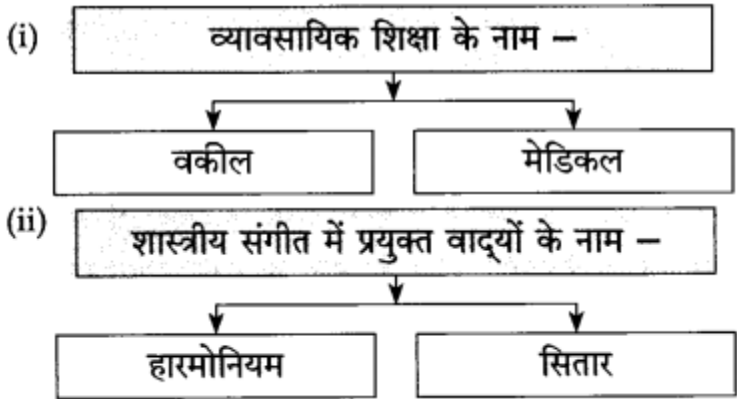 (i) व्यावसायिक शिक्षा के नाम –
वकील मेडिकल
(ii) शास्त्रीय संगीत में प्रयुक्त वाद्‌यों के नाम –
हारमोनियम सितार